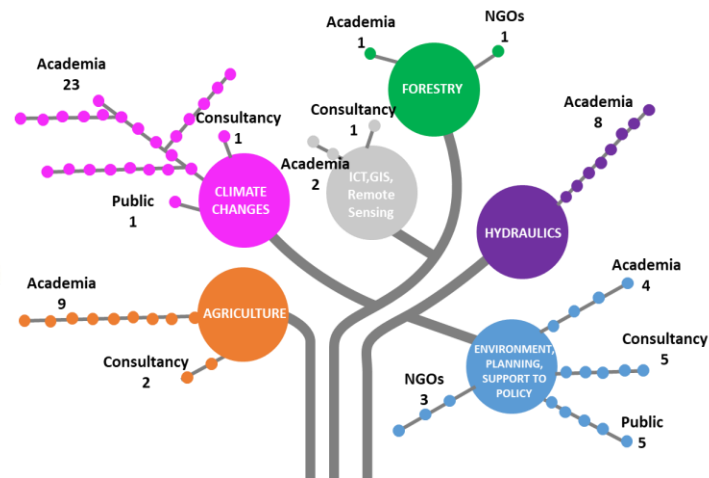 Academia
1
NGOs
1
FORESTRY
Academia
23
Consultancy
1
Public
1
CLIMATE
CHANGES
Consultancy
1
Academia
2
ICT,GIS,
Remote
Sensing
Academia
8
HYDRAULICS
Academia
9
Consultancy
2
AGRICULTURE
Academia
4
Consultancy
5
Public
5
NGOs
3
ENVIRONMENT,
PLANNING,
SUPPORT TO
POLICY